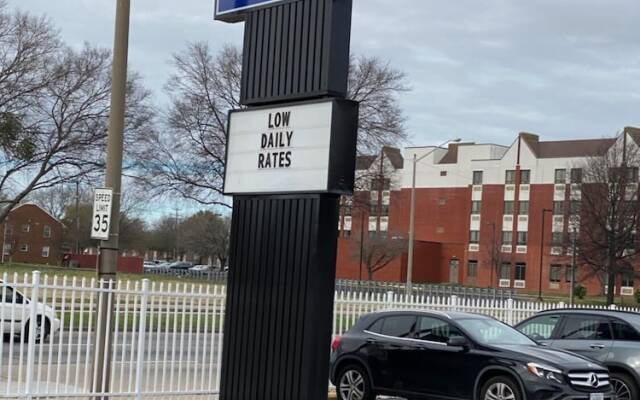 LOW
DAILY
RATES
SPEED
LIMIT
35